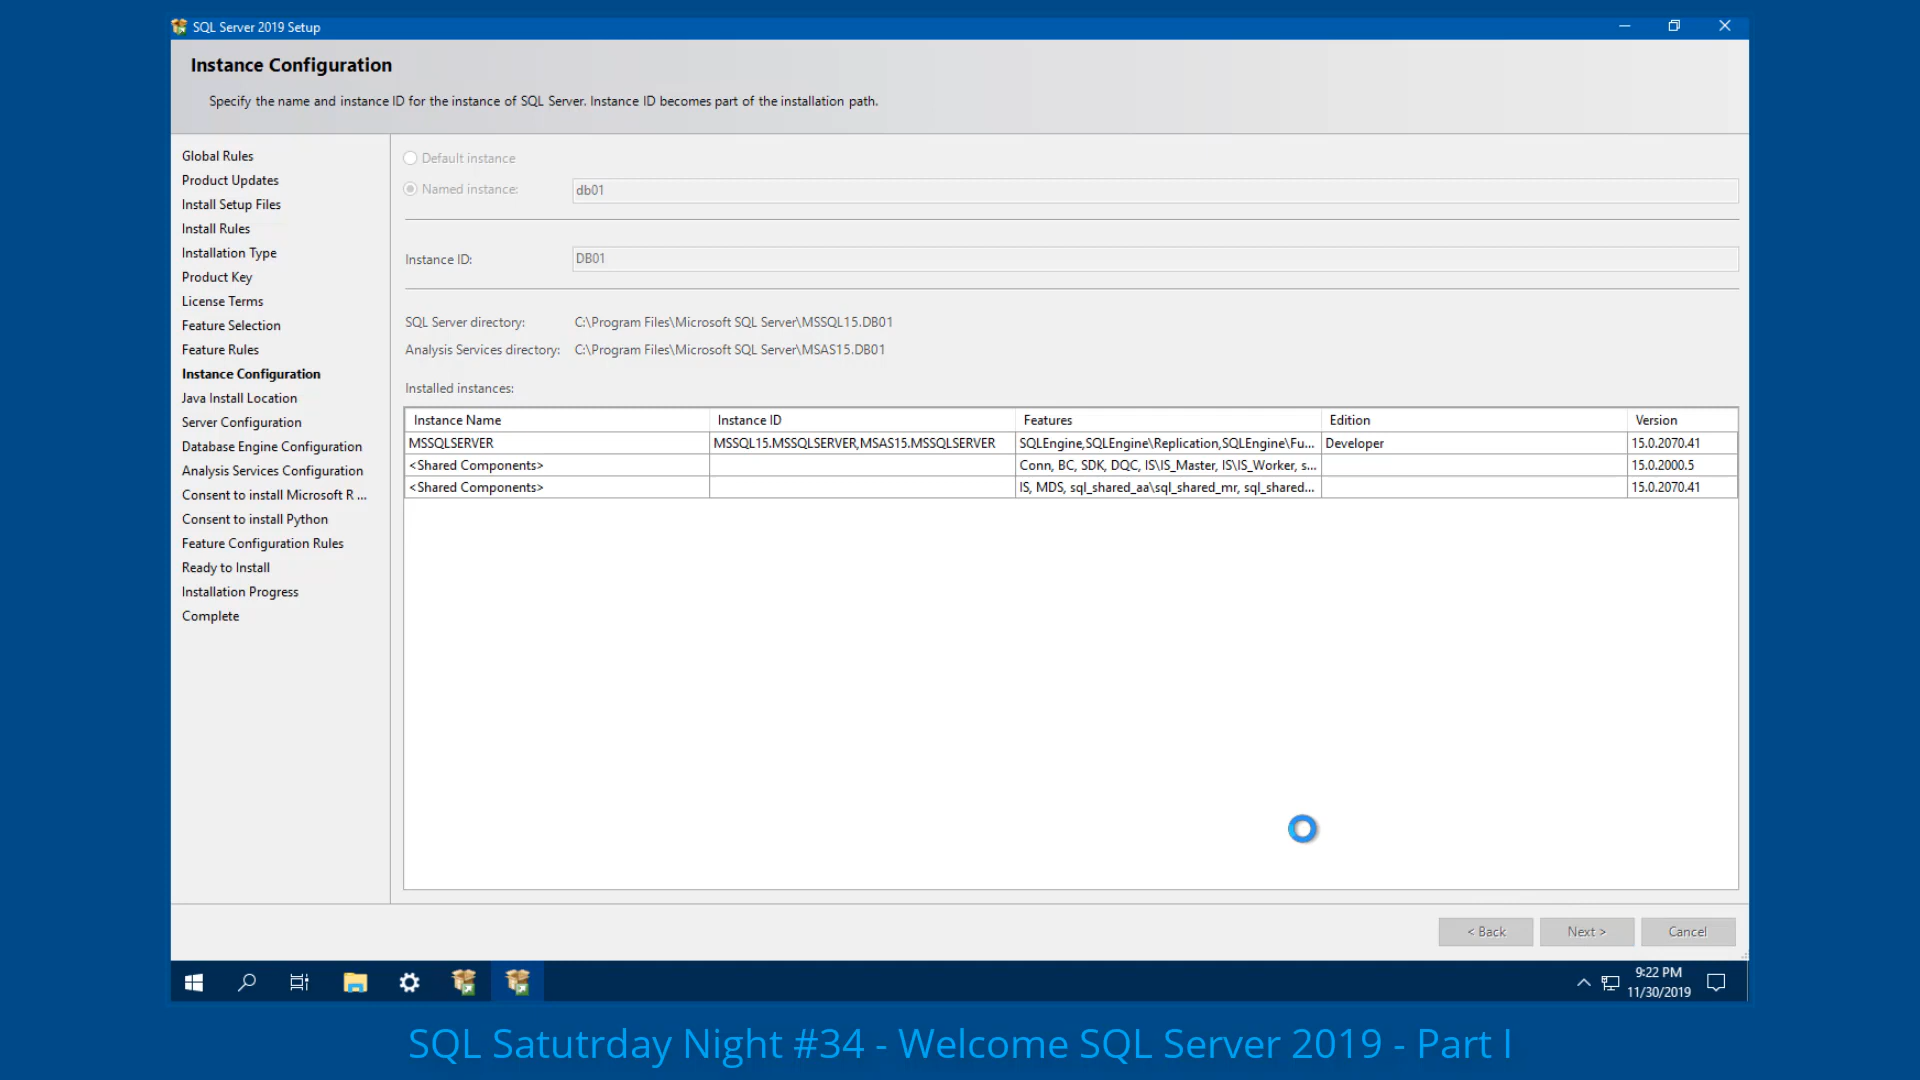 SQL Server 2019 Setup
Instance Configuration
Specify the name and instance ID for the instance of SQL Server. Instance ID becomes part of the installation path.
Global Rules
Product Updates
Install Setup Files
Install Rules
Installation Type
Product Key
License Terms
Feature Selection
Feature Rules
Instance Configuration
Java Install Location
Server Configuration
Database Engine Configuration
Analysis Services Configuration
Consent to install Microsoft R ...
Consent to install Python
Feature Configuration Rules
Ready to Install
Installation Progress
Complete
Default instance
Named instance: db01
Instance ID: DB01
SQL Server directory: C:\Program Files\Microsoft SQL Server\MSSQL15.DB01
Analysis Services directory: C:\Program Files\Microsoft SQL Server\MSAS15.DB01
Installed instances:
Instance Name Instance ID Features Edition Version
MSSQLSERVER MSSQL15.MSSQLSERVER,MSAS15.MSSQLSERVER SQLEngine,SQLEngine\Replication,SQLEngine\Fu... Developer 15.0.2070.41
<Shared Components> Conn, BC, SDK, DQC, IS\IS_Master, IS\IS_Worker, s... 15.0.2000.5
<Shared Components> IS, MDS, sql_shared_aa\sql_shared_mr, sql_shared... 15.0.2070.41
< Back Next > Cancel
9:22 PM
11/30/2019
SQL Satutrday Night #34 - Welcome SQL Server 2019 - Part I